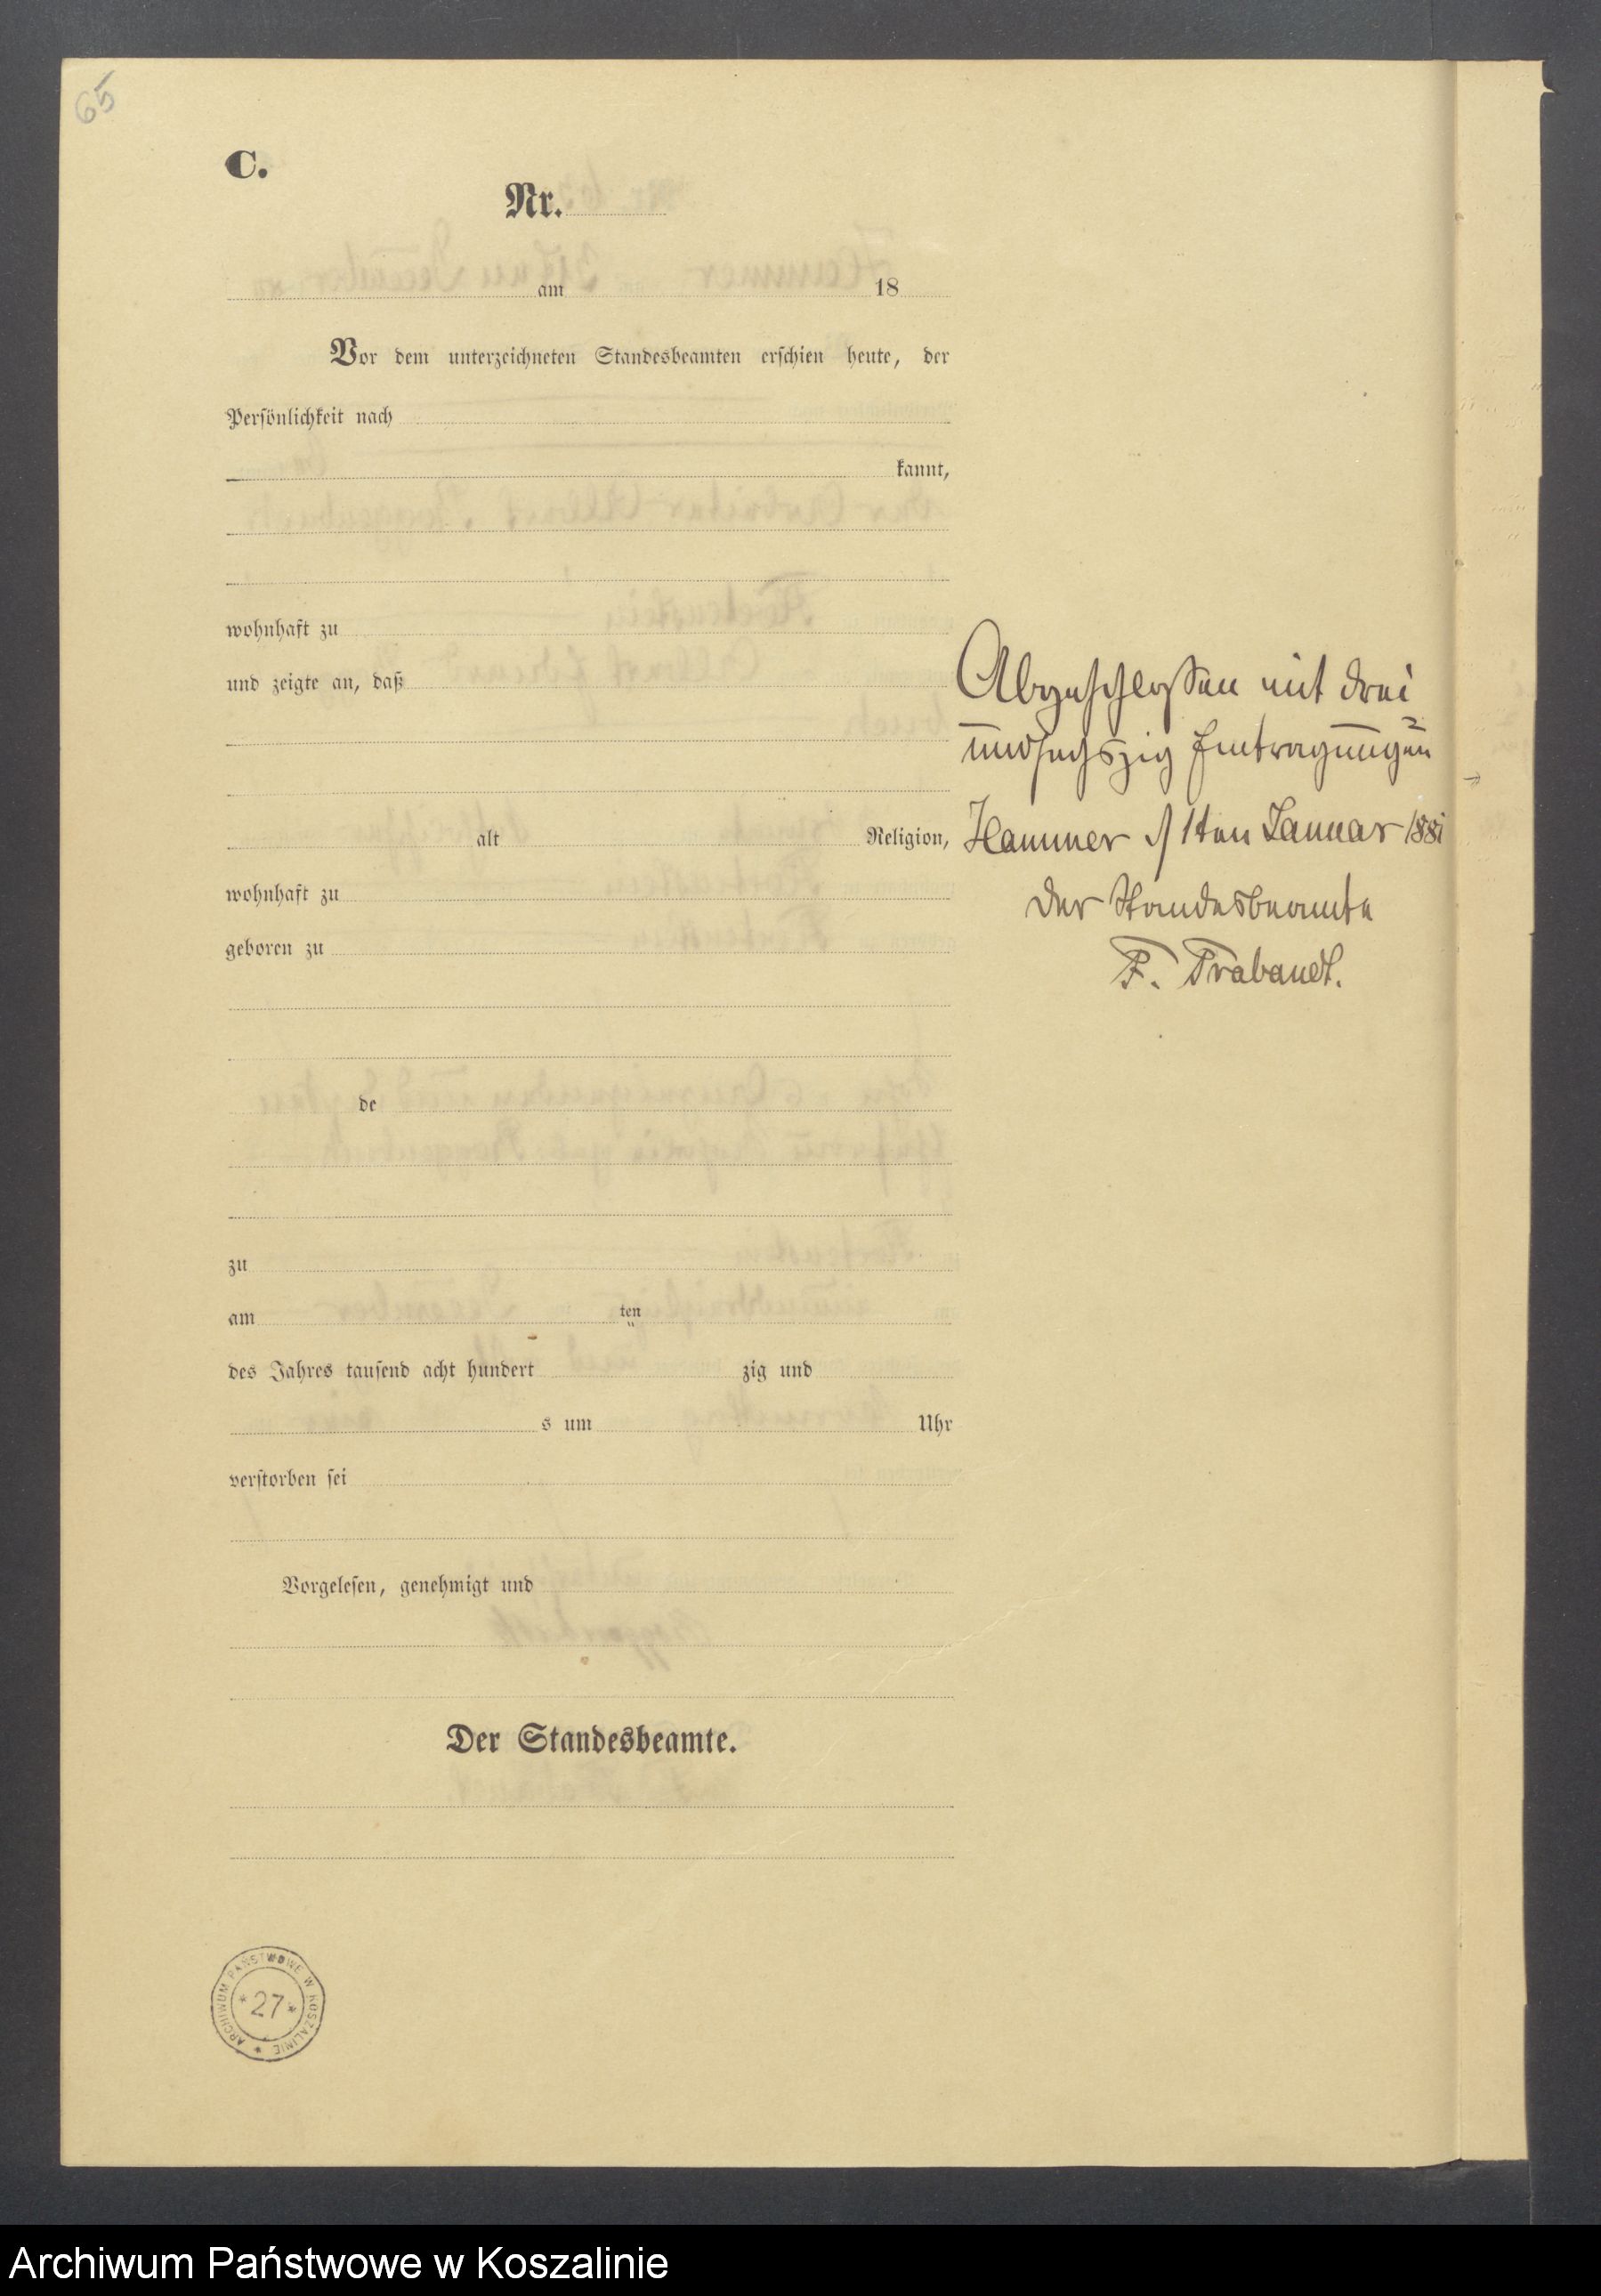 65
C.
Nr.
am 18
Vor dem unterzeichneten Standesbeamten erschien heute, der
Persönlichkeit nach
kannt,
wohnhaft zu
und zeigte an, daß
Abgeschlossen mit drei
undsechszig Eintragungen
alt Religion,
Hammer d 1ten Januar 1881
wohnhaft zu
Der Standesbeamte
geboren zu
F. Trabandt.
de
zu
am ten
des Jahres tausend acht hundert zig und
s um Uhr
verstorben sei
Vorgelesen, genehmigt und
Der Standesbeamte.
ARCHIWUM PAŃSTWOWE W KOSZALINIE
*27*
Archiwum Państwowe w Koszalinie